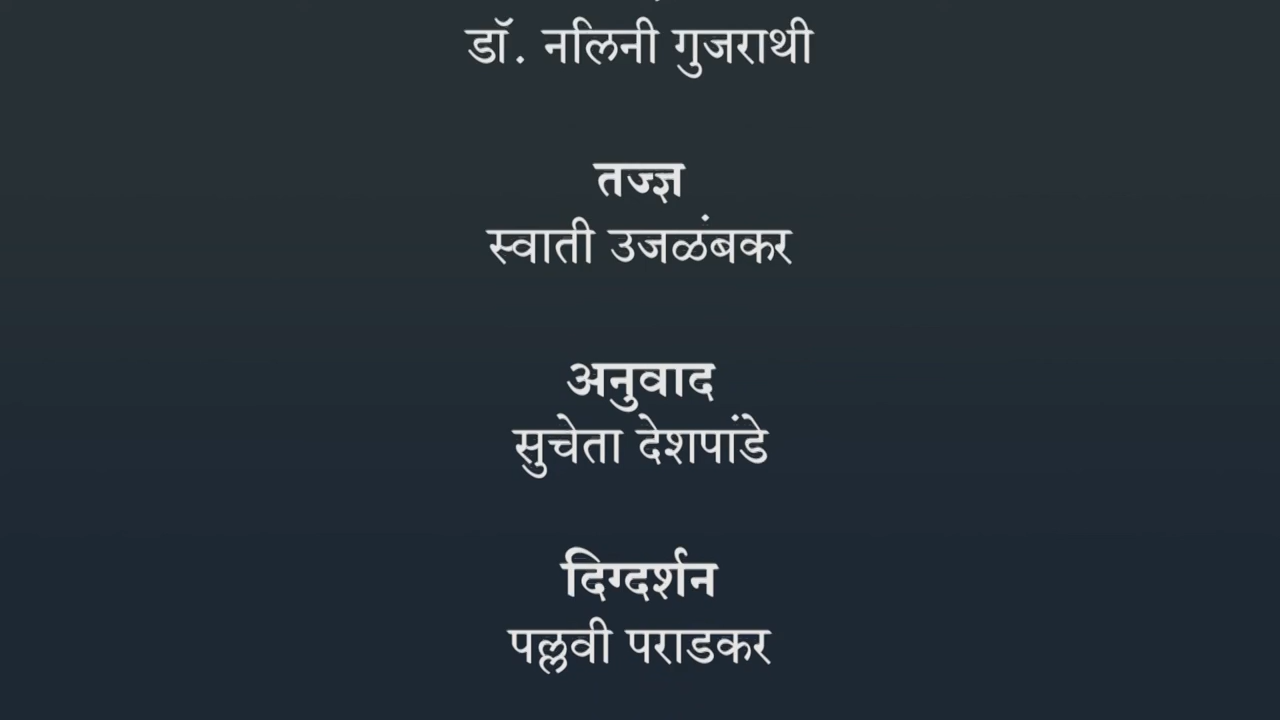 डॉ. नलिनी गुजराथी
तज्ज्ञ
स्वाती उजळंबकर
अनुवाद
सुचेता देशपांडे
दिग्दर्शन
पल्लवी पराडकर